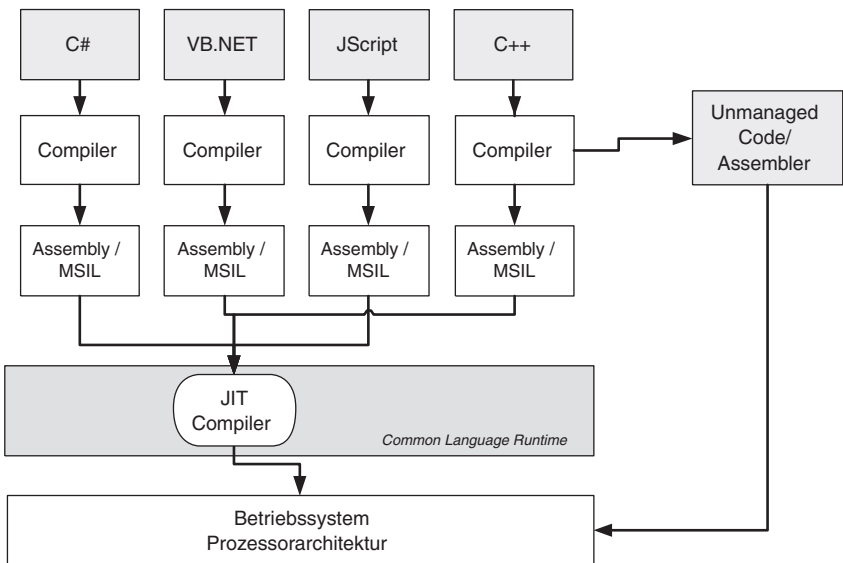 C#
VB.NET
JScript
C++
Compiler
Compiler
Compiler
Compiler
Unmanaged
Code/
Assembler
Assembly /
MSIL
Assembly /
MSIL
Assembly /
MSIL
Assembly /
MSIL
JIT
Compiler
Common Language Runtime
Betriebssystem
Prozessorarchitektur